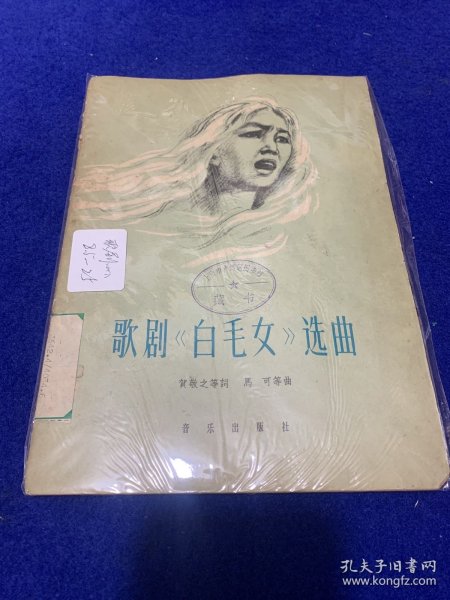 藏书
歌剧《白毛女》选曲
賀敬之等詞 馬可等曲
音乐出版社
孔夫子旧书网
www.kongfz.com